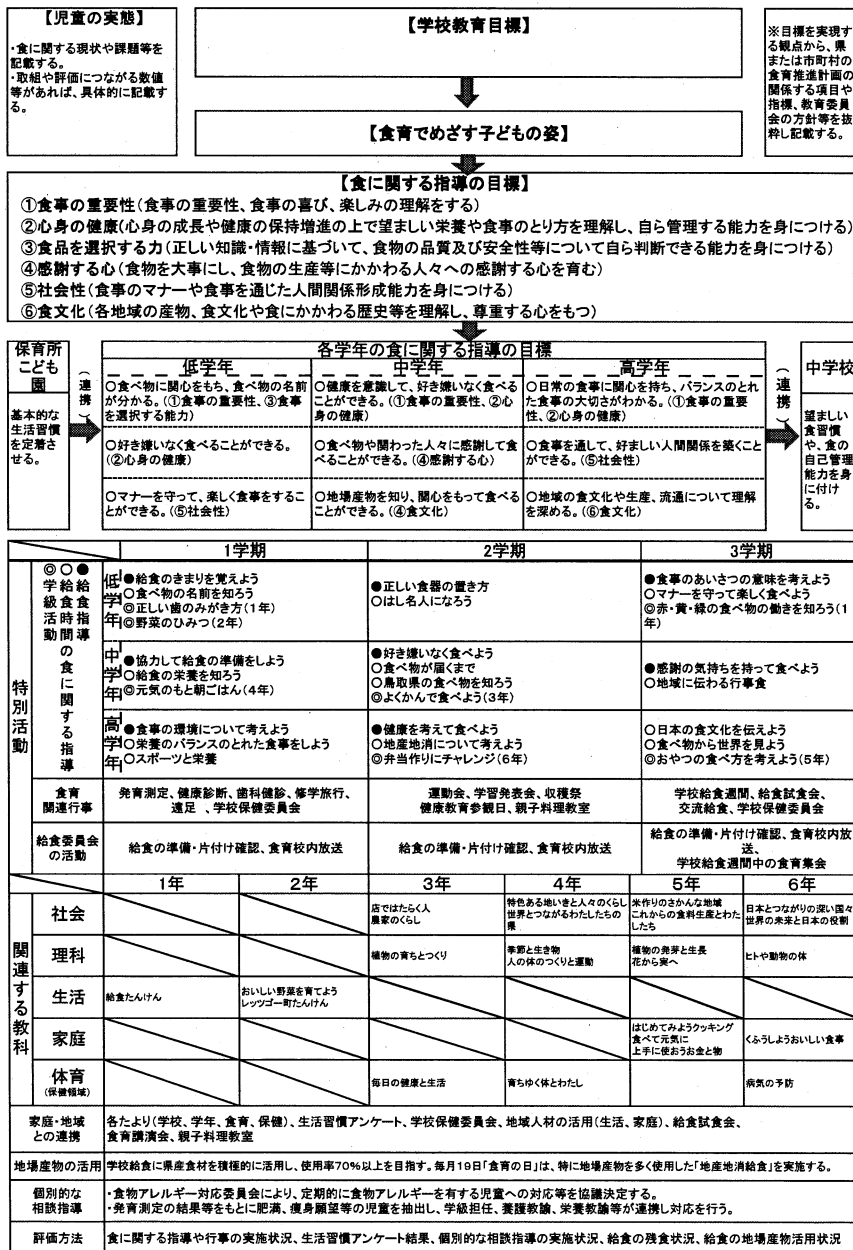 【児童の実態】
・食に関する現状や課題等を
記載する。
・取組や評価につながる数値
等があれば、具体的に記載す
る。
【学校教育目標】
【食育でめざす子どもの姿】
※目標を実現す
る観点から、県
または市町村の
食育推進計画の
関係する項目や
指標、教育委員
会の方針等を抜
粋し記載する。
【食に関する指導の目標】
①食事の重要性(食事の重要性、食事の喜び、楽しみの理解をする)
②心身の健康(心身の成長や健康の保持増進の上で望ましい栄養や食事のとり方を理解し、自ら管理する能力を身につける)
③食品を選択する力(正しい知識・情報に基づいて、食物の品質及び安全性等について自ら判断できる能力を身につける)
④感謝する心(食物を大事にし、食物の生産等にかかわる人々への感謝する心を育む)
⑤社会性(食事のマナーや食事を通じた人間関係形成能力を身につける)
⑥食文化(各地域の産物、食文化や食にかかわる歴史等を理解し、尊重する心をもつ)
保育所
こども
園
基本的な
生活習慣
を定着さ
せる。
(連携)
各学年の食に関する指導の目標
低学年
中学年
高学年
○食べ物に関心をもち、食べ物の名前
が分かる。(①食事の重要性、③食事
を選択する能力)
○好き嫌いなく食べることができる。
(②心身の健康)
○マナーを守って、楽しく食事をするこ
とができる。(⑤社会性)
○健康を意識して、好き嫌いなく食べる
ことができる。(①食事の重要性、②心
身の健康)
○食べ物や関わった人々に感謝して食
べることができる。(④感謝する心)
○地場産物を知り、関心をもって食べる
ことができる。(④食文化)
○日常の食事に関心を持ち、バランスのとれ
た食事の大切さがわかる。(①食事の重要
性、②心身の健康)
○食事を通して、好ましい人間関係を築くこと
ができる。(⑤社会性)
○地域の食文化や生産、流通について理解
を深める。(⑥食文化)
(連携)
中学校
望ましい
食習慣
や、食の
自己管理
能力を身
に付け
る。
1学期
2学期
3学期
特別活動
●給食指導
○給食時間の食に関する指導
◎学級活動
低学年
●給食のきまりを覚えよう
○食べ物の名前を知ろう
◎正しい歯のみがき方(1年)
◎野菜のひみつ(2年)
●正しい食器の置き方
○はし名人になろう
●食事のあいさつの意味を考えよう
○マナーを守って楽しく食べよう
◎赤・黄・緑の食べ物の働きを知ろう(1
年)
中学年
●協力して給食の準備をしよう
○給食の栄養を知ろう
◎元気のもと朝ごはん(4年)
●好き嫌いなく食べよう
○食べ物が届くまで
○鳥取県の食べ物を知ろう
◎よくかんで食べよう(3年)
●感謝の気持ちを持って食べよう
○地域に伝わる行事食
高学年
●食事の環境について考えよう
○栄養のバランスのとれた食事をしよう
○スポーツと栄養
●健康を考えて食べよう
○地産地消について考えよう
◎弁当作りにチャレンジ(6年)
○日本の食文化を伝えよう
○食べ物から世界を見よう
◎おやつの食べ方を考えよう(5年)
食育
関連行事
発育測定、健康診断、歯科健診、修学旅行、
遠足 、学校保健委員会
運動会、学習発表会、収穫祭
健康教育参観日、親子料理教室
学校給食週間、給食試食会、
交流給食、学校保健委員会
給食委員会
の活動
給食の準備・片付け確認、食育校内放送
給食の準備・片付け確認、食育校内放送
給食の準備・片付け確認、食育校内放
送、
学校給食週間中の食育集会
1年
2年
3年
4年
5年
6年
関連する教科
社会
店ではたらく人
農家のくらし
特色ある地いきと人々のくらし
世界とつながるわたしたちの
県
米作りのさかんな地域
これからの食料生産とわた
したち
日本とつながりの深い国々
世界の未来と日本の役割
理科
植物の育ちとつくり
季節と生き物
人の体のつくりと運動
植物の発芽と生長
花から実へ
ヒトや動物の体
生活
給食たんけん
おいしい野菜を育てよう
レッツゴー町たんけん
家庭
はじめてみようクッキング
食べて元気に
上手に使おうお金と物
くふうしようおいしい食事
体育
(保健領域)
毎日の健康と生活
育ちゆく体とわたし
病気の予防
家庭・地域
との連携
各たより(学校、学年、食育、保健)、生活習慣アンケート、学校保健委員会、地域人材の活用(生活、家庭)、給食試食会、
食育講演会、親子料理教室
地場産物の活用
学校給食に県産食材を積極的に活用し、使用率70%以上を目指す。毎月19日「食育の日」は、特に地場産物を多く使用した「地産地消給食」を実施する。
個別的な
相談指導
・食物アレルギー対応委員会により、定期的に食物アレルギーを有する児童への対応等を協議決定する。
・発育測定の結果等をもとに肥満、痩身願望等の児童を抽出し、学級担任、養護教諭、栄養教諭等が連携し対応を行う。
評価方法
食に関する指導や行事の実施状況、生活習慣アンケート結果、個別的な相談指導の実施状況、給食の残食状況、給食の地場産物活用状況